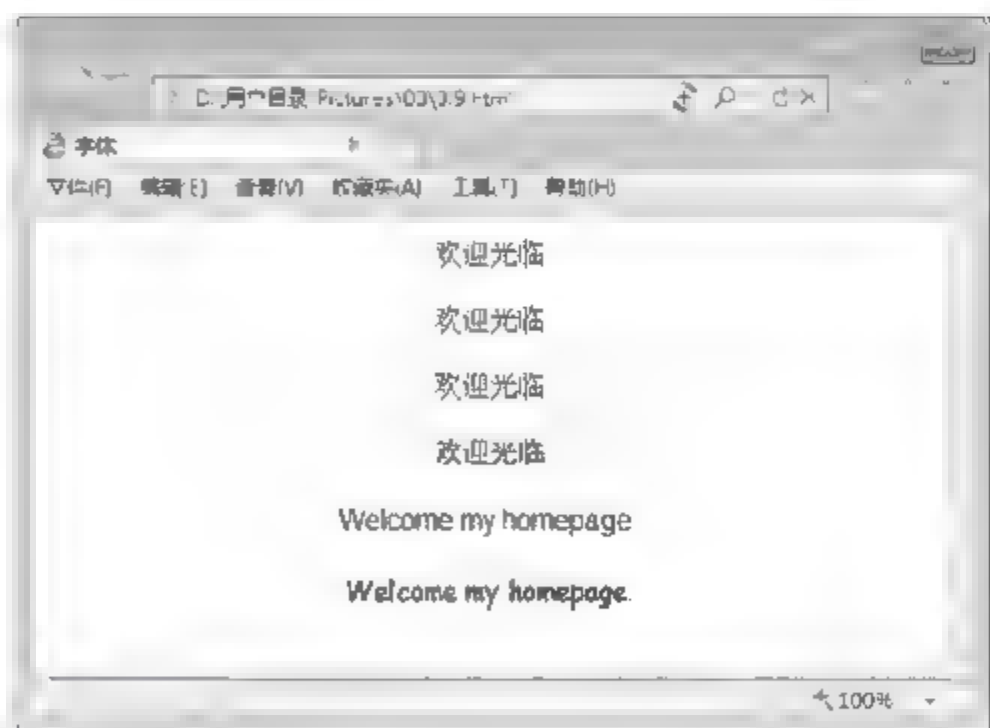 D:\用户目录\Pictures\03\3.9.html
字体
文件(F) 编辑(E) 查看(V) 收藏夹(A) 工具(T) 帮助(H)
欢迎光临
欢迎光临
欢迎光临
欢迎光临
Welcome my homepage
Welcome my homepage.
100%